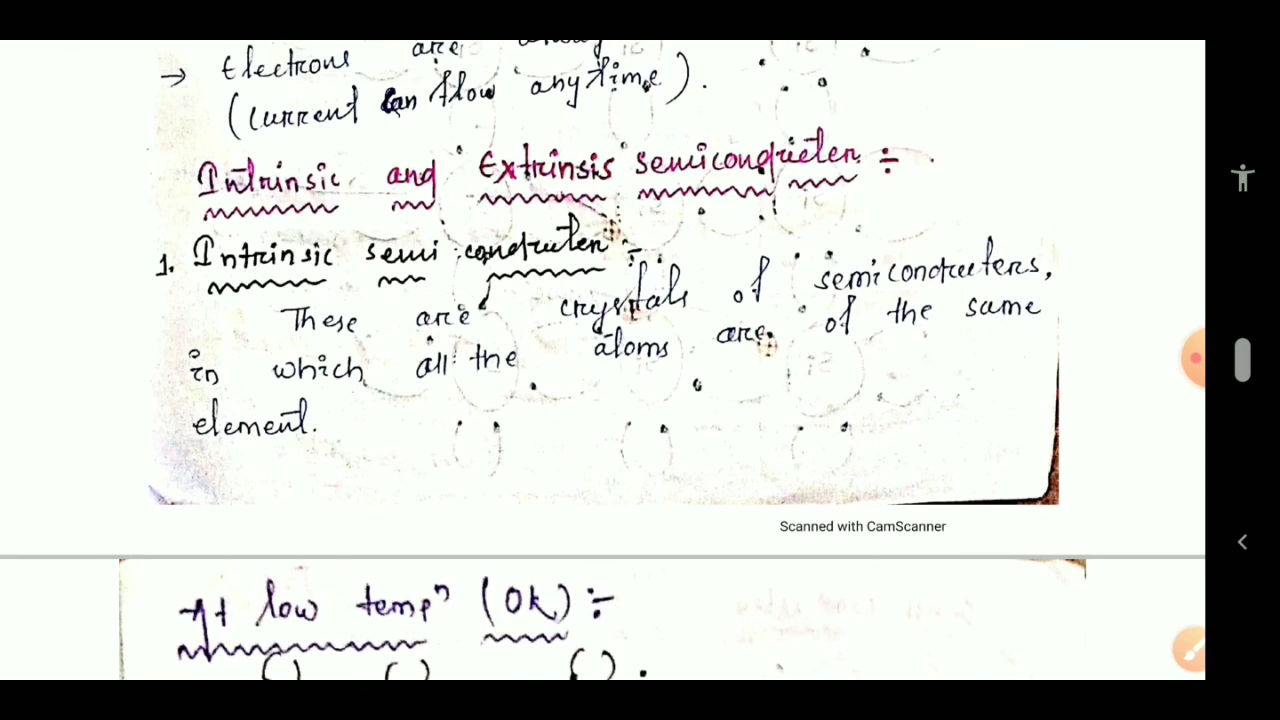 → Electrons are
(current can flow anytime).
Intrinsic and Extrinsis semiconducter :-
1. Intrinsic semi conducter :-
These are crystals of semiconducters,
in which all the atoms are of the same
element.
Scanned with CamScanner
At low tempn (0k) :-